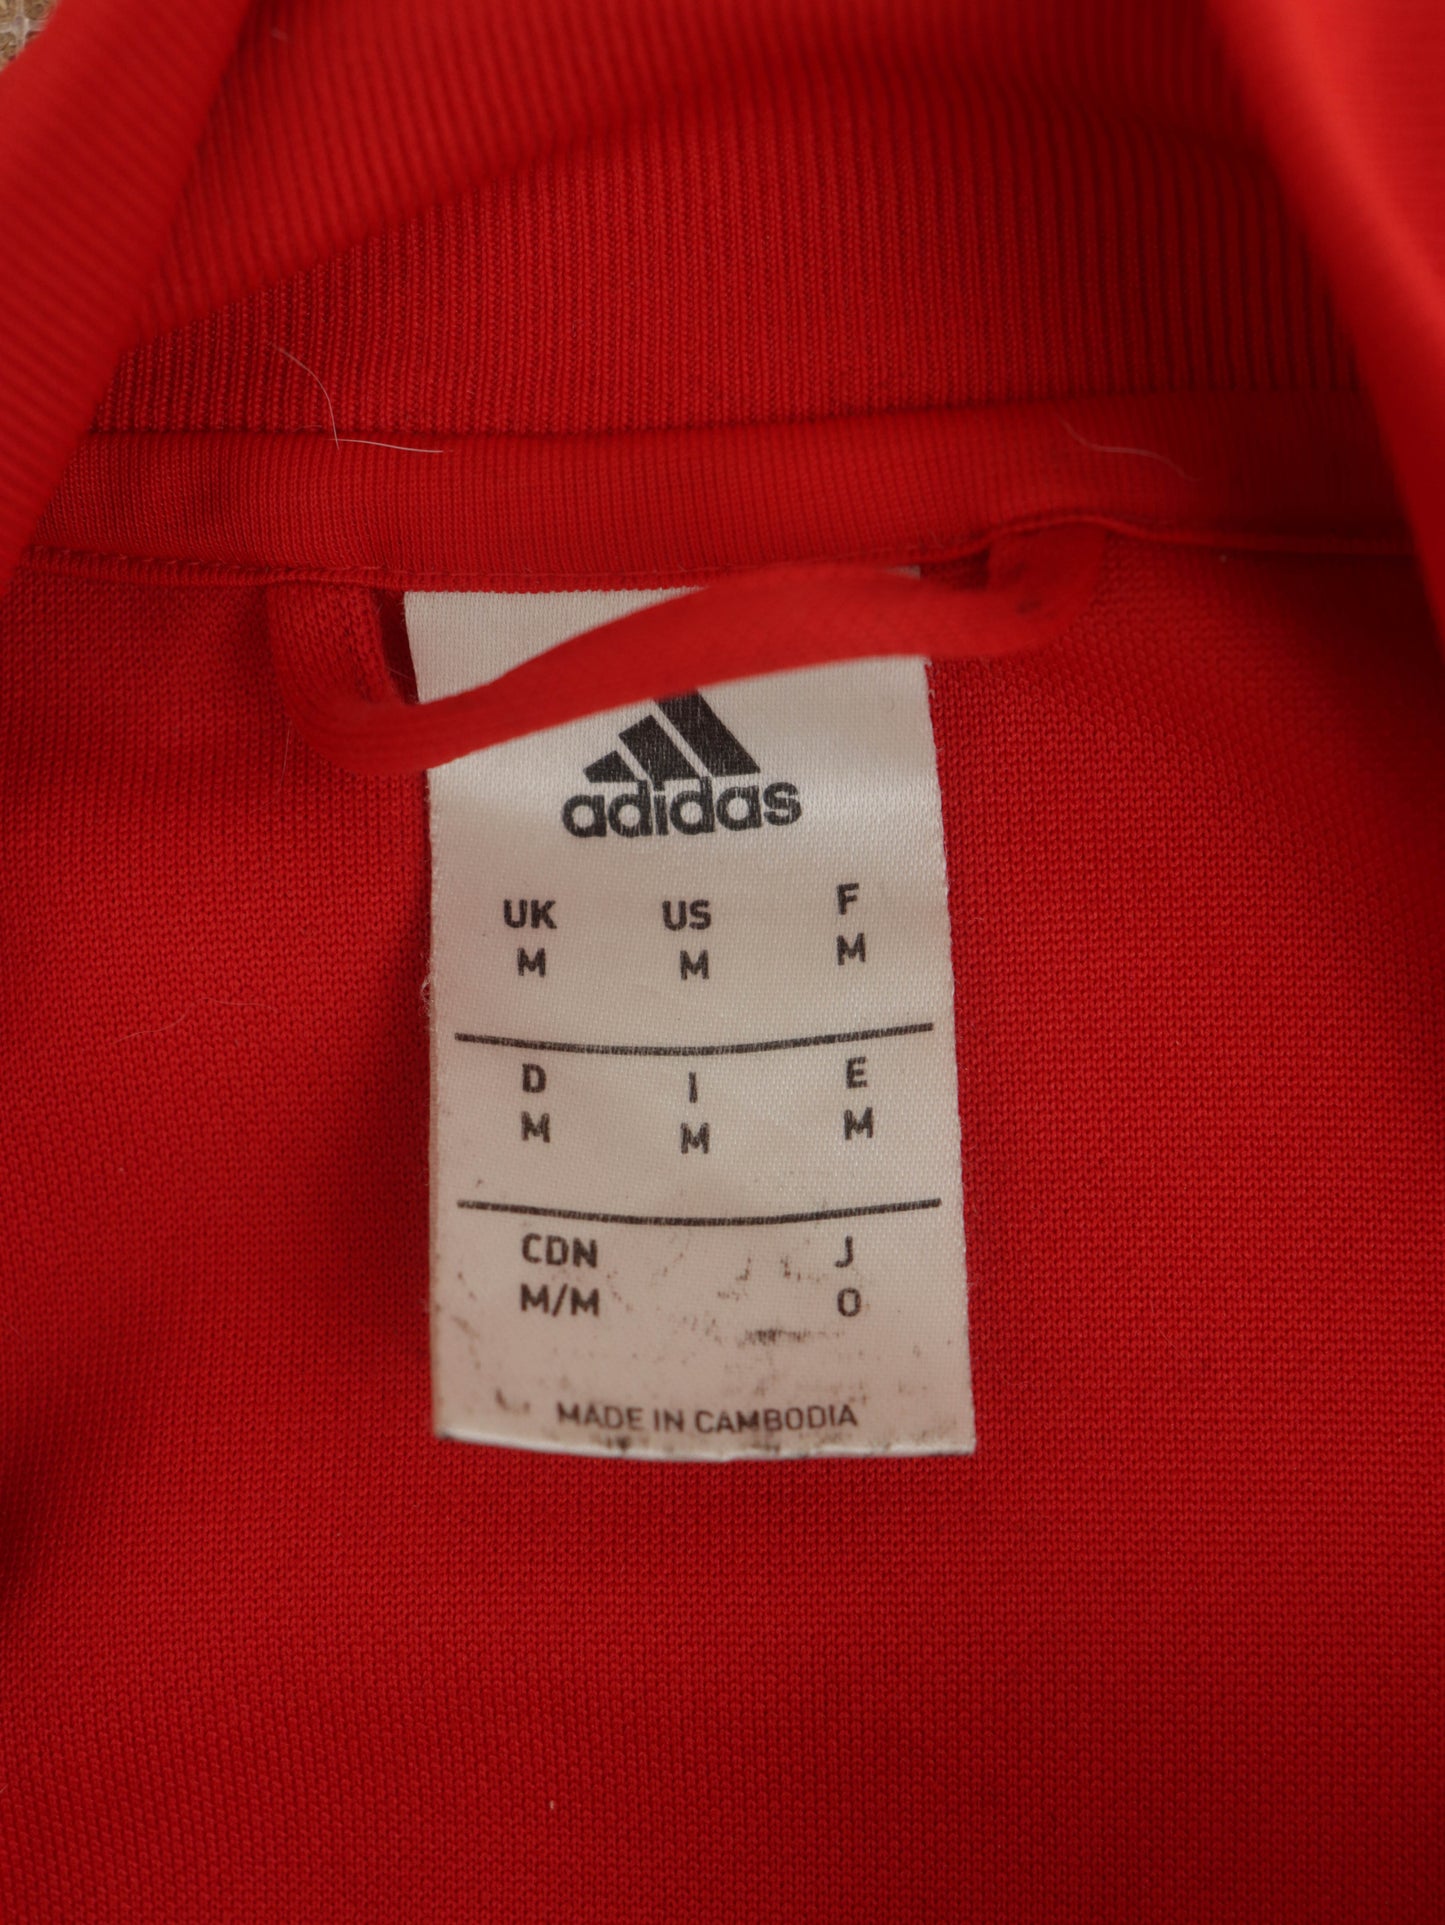 adidas
UK US F
M M M
D I E
M M M
CDN J
M/M O
MADE IN CAMBODIA